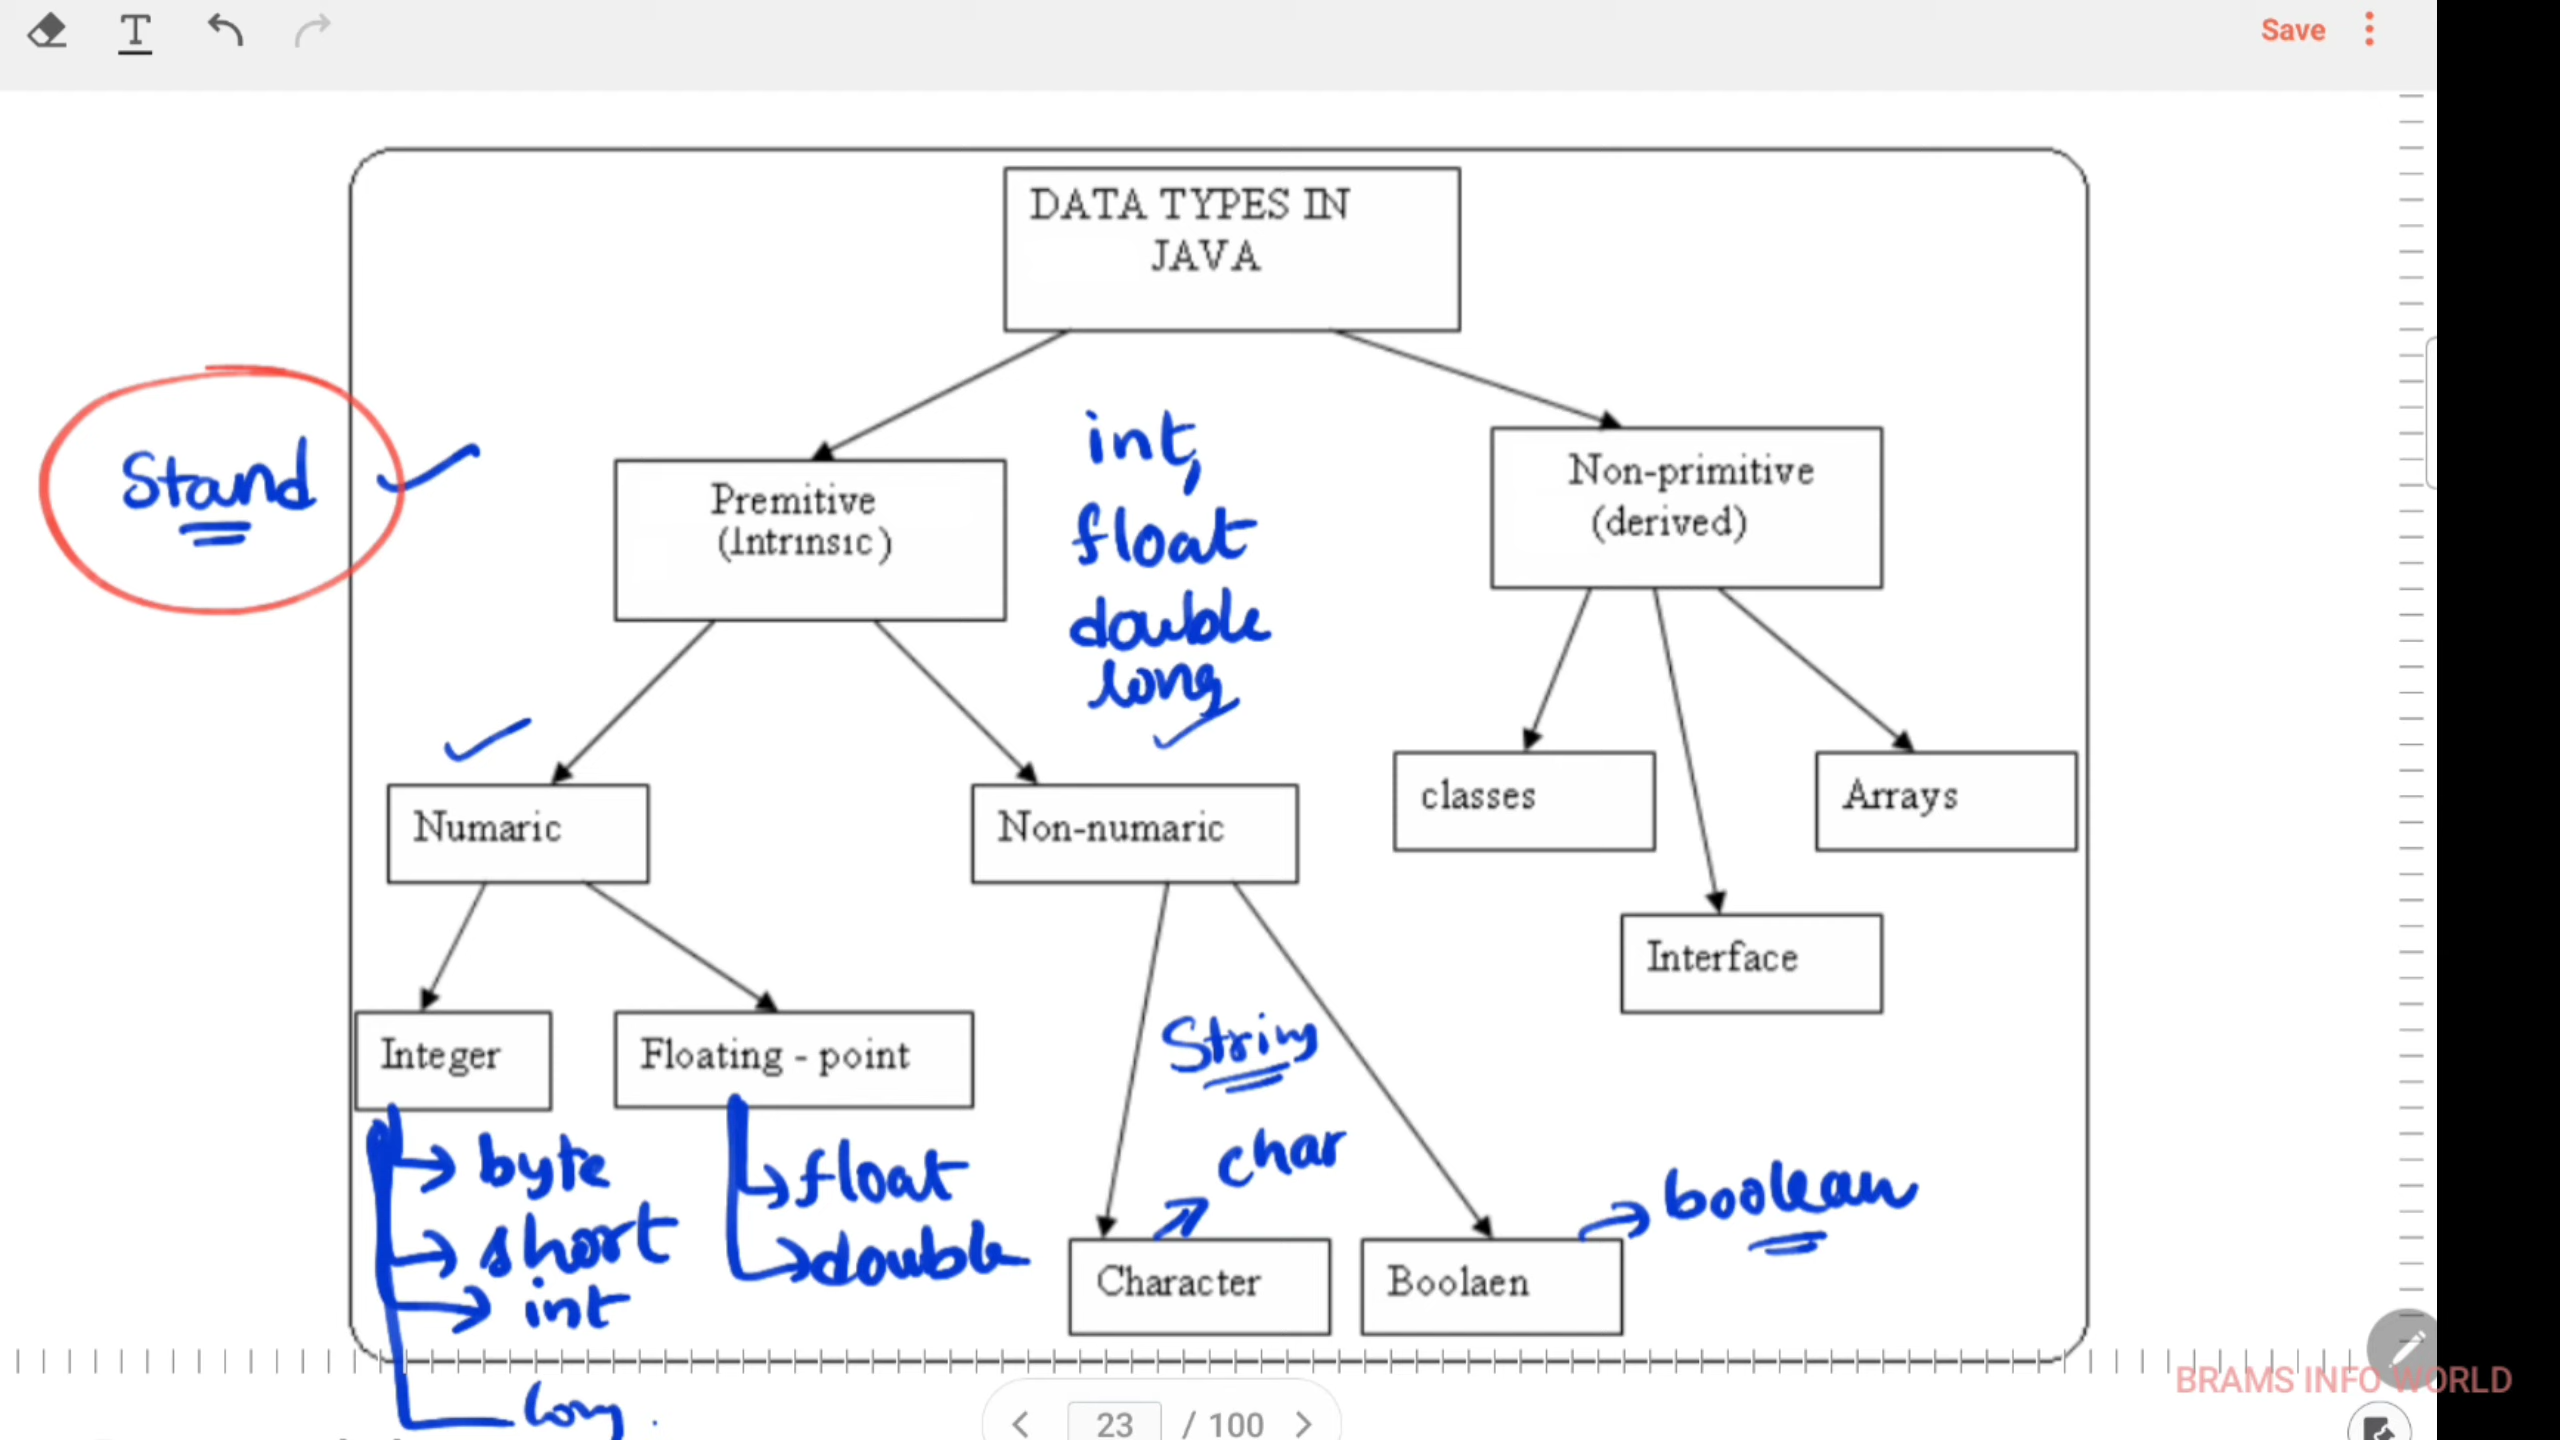 T
Save
DATA TYPES IN
JAVA
Stand
Premitive
(Intrinsic)
int,
float
double
long
Non-primitive
(derived)
Numaric
Non-numaric
classes
Arrays
Interface
Integer
Floating - point
String
char
byte
short
int
long
float
double
Character
Boolaen
boolean
23 / 100
BRAMS INFO WORLD